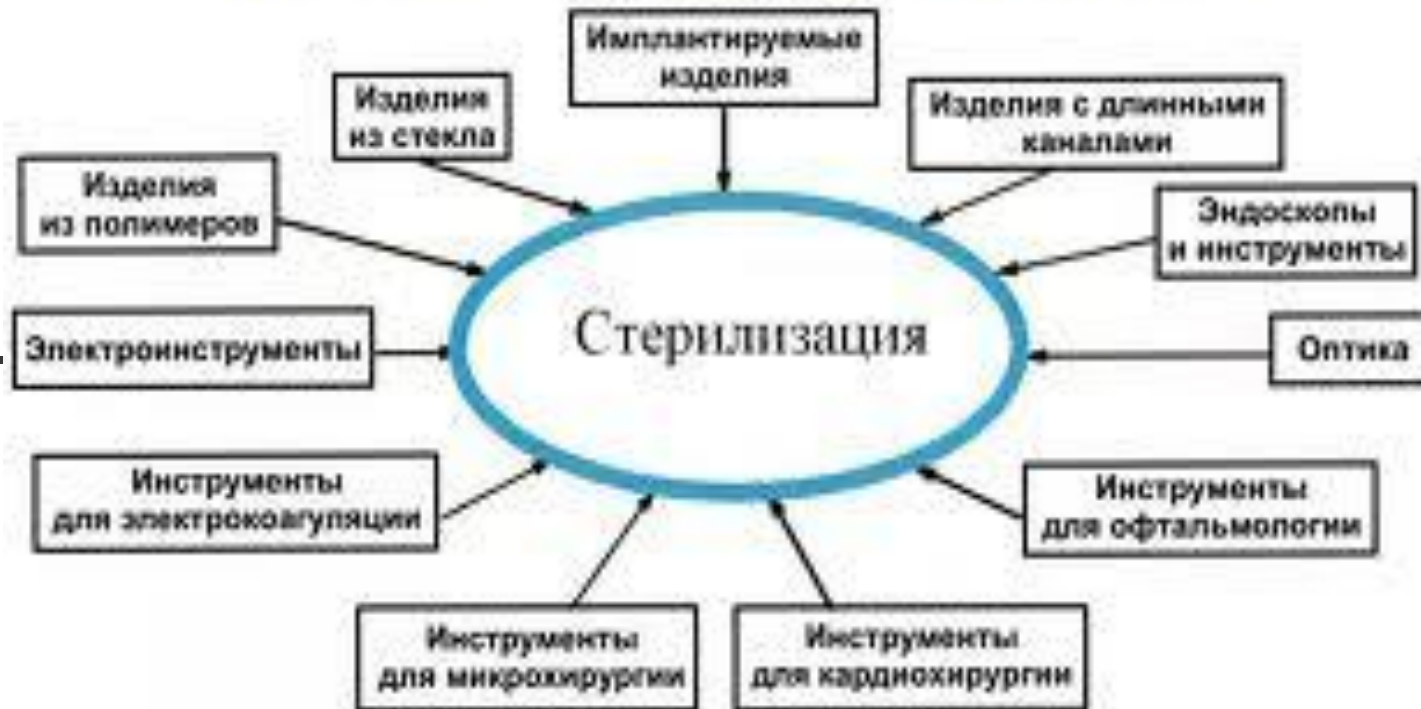 Имплантируемые
изделия
Изделия
из стекла
Изделия с длинными
каналами
Изделия
из полимеров
Эндоскопы
и инструменты
Стерилизация
Электроинструменты
Оптика
Инструменты
для электрокоагуляции
Инструменты
для офтальмологии
Инструменты
для микрохирургии
Инструменты
для кардиохирургии